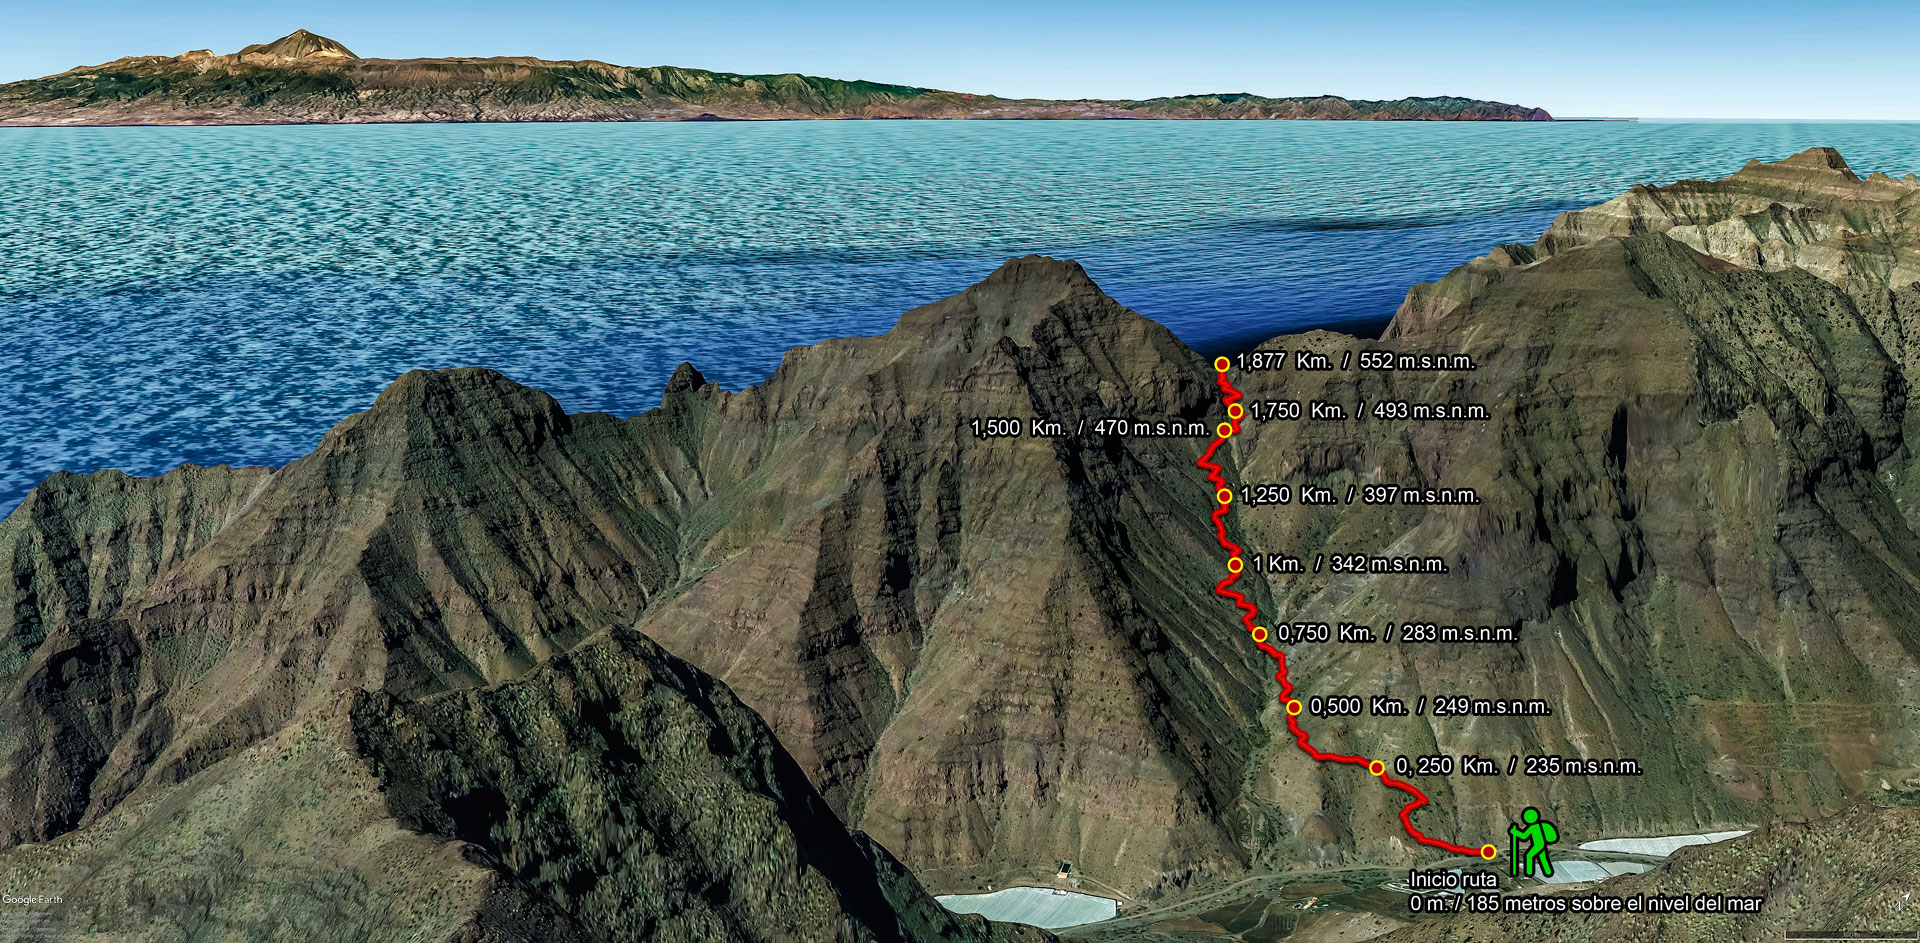 1,877 Km. / 552 m.s.n.m.
1,750 Km. / 493 m.s.n.m.
1,500 Km. / 470 m.s.n.m.
1,250 Km. / 397 m.s.n.m.
1 Km. / 342 m.s.n.m.
0,750 Km. / 283 m.s.n.m.
0,500 Km. / 249 m.s.n.m.
0, 250 Km. / 235 m.s.n.m.
Inicio ruta
0 m. / 185 metros sobre el nivel del mar
Google Earth